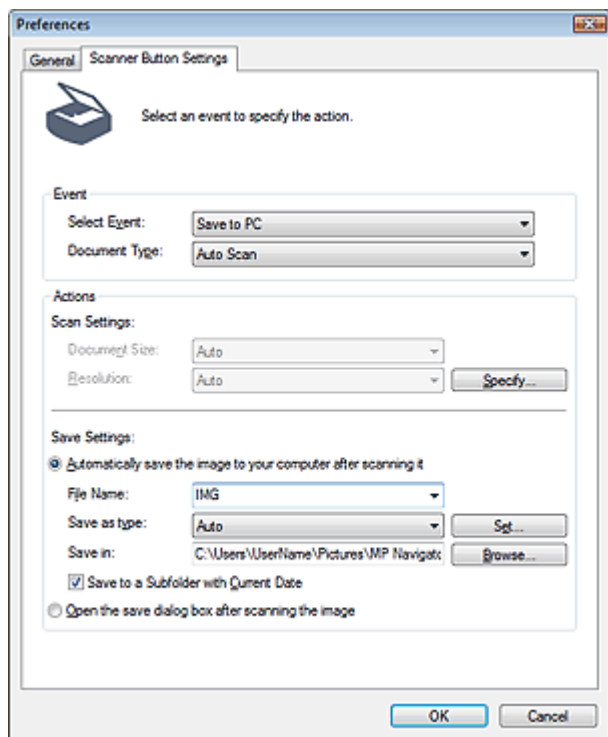 Preferences
General Scanner Button Settings
Select an event to specify the action.
Event
Select Event: Save to PC
Document Type: Auto Scan
Actions
Scan Settings:
Document Size: Auto
Resolution: Auto Specify...
Save Settings:
Automatically save the image to your computer after scanning it
File Name: IMG
Save as type: Auto Set...
Save in: C:\Users\UserName\Pictures\MP Navigato Browse...
Save to a Subfolder with Current Date
Open the save dialog box after scanning the image
OK Cancel